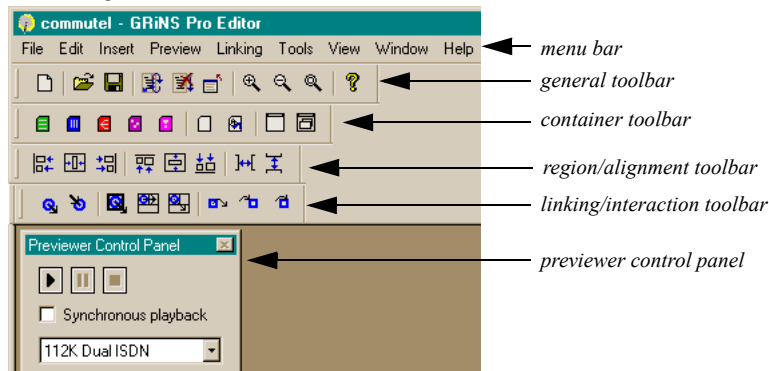 commutel - GRiNS Pro Editor
File Edit Insert Preview Linking Tools View Window Help
menu bar
general toolbar
container toolbar
region/alignment toolbar
linking/interaction toolbar
Previewer Control Panel
previewer control panel
Synchronous playback
112K Dual ISDN